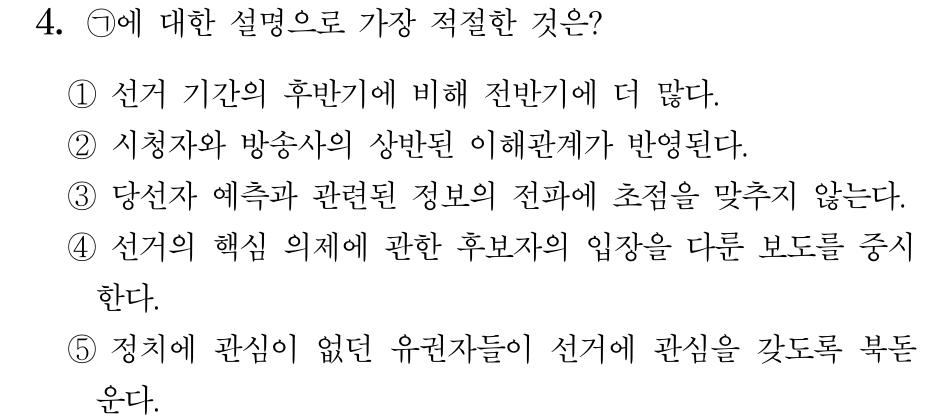 4. ㉠에 대한 설명으로 가장 적절한 것은?
① 선거 기간의 후반기에 비해 전반기에 더 많다.
② 시청자와 방송사의 상반된 이해관계가 반영된다.
③ 당선자 예측과 관련된 정보의 전파에 초점을 맞추지 않는다.
④ 선거의 핵심 의제에 관한 후보자의 입장을 다룬 보도를 중시
한다.
⑤ 정치에 관심이 없던 유권자들이 선거에 관심을 갖도록 북돋
운다.